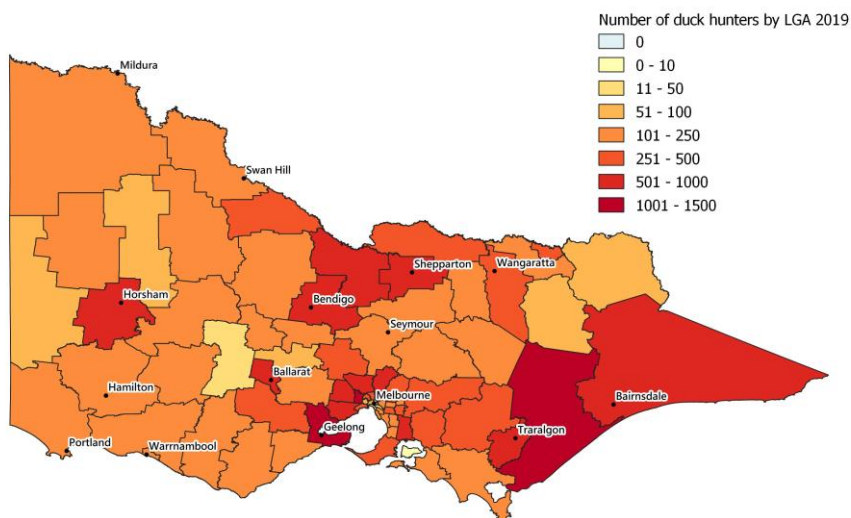 Number of duck hunters by LGA 2019
0
0 - 10
11 - 50
51 - 100
101 - 250
251 - 500
501 - 1000
1001 - 1500
Mildura
Swan Hill
Shepparton
Wangaratta
Horsham
Bendigo
Seymour
Ballarat
Hamilton
Melbourne
Bairnsdale
Geelong
Traralgon
Portland
Warrnambool